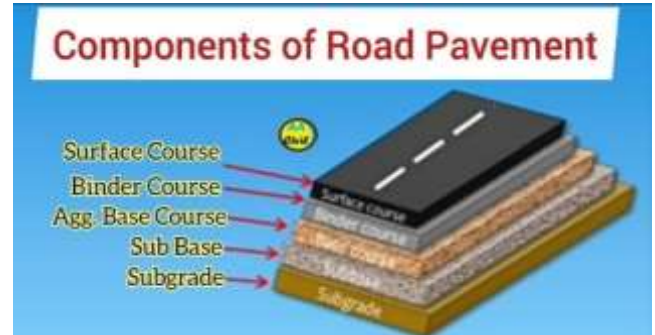 Components of Road Pavement
Surface Course
Binder Course
Agg. Base Course
Sub Base
Subgrade
Surface course
Binder course
Base course
Subbase
Subgrade